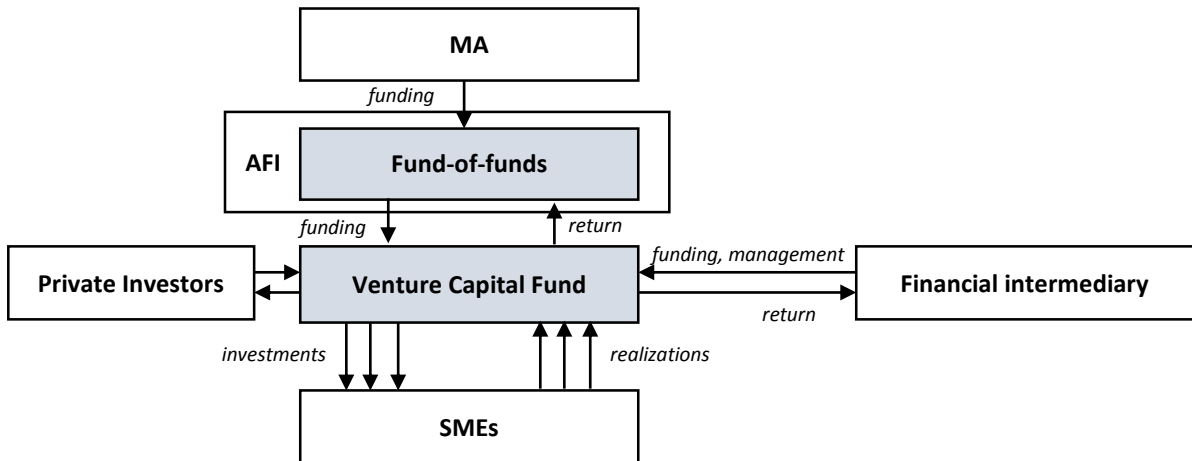 MA
funding
AFI
Fund-of-funds
funding
return
Private Investors
Venture Capital Fund
funding, management
Financial intermediary
return
investments
realizations
SMEs